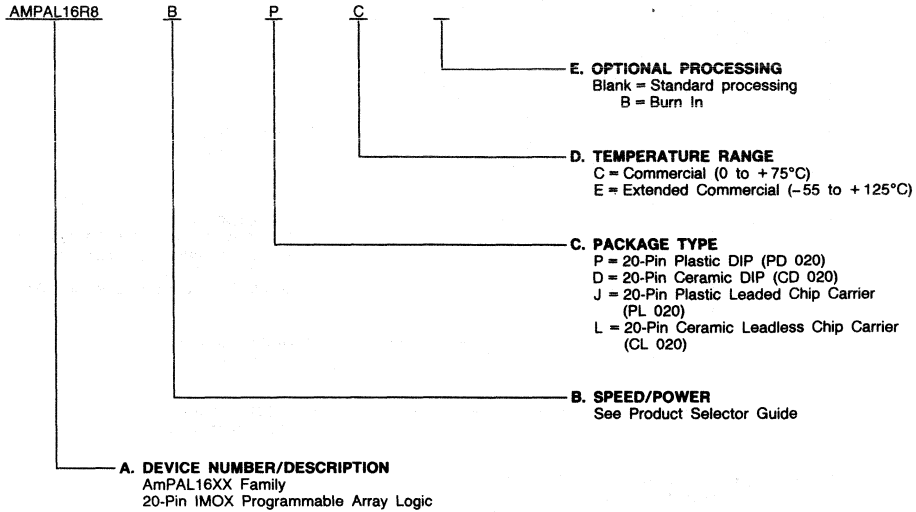 AMPAL16R8 B P C _
E. OPTIONAL PROCESSING
Blank = Standard processing
B = Burn In
D. TEMPERATURE RANGE
C = Commercial (0 to +75°C)
E = Extended Commercial (–55 to +125°C)
C. PACKAGE TYPE
P = 20-Pin Plastic DIP (PD 020)
D = 20-Pin Ceramic DIP (CD 020)
J = 20-Pin Plastic Leaded Chip Carrier
(PL 020)
L = 20-Pin Ceramic Leadless Chip Carrier
(CL 020)
B. SPEED/POWER
See Product Selector Guide
A. DEVICE NUMBER/DESCRIPTION
AmPAL16XX Family
20-Pin IMOX Programmable Array Logic